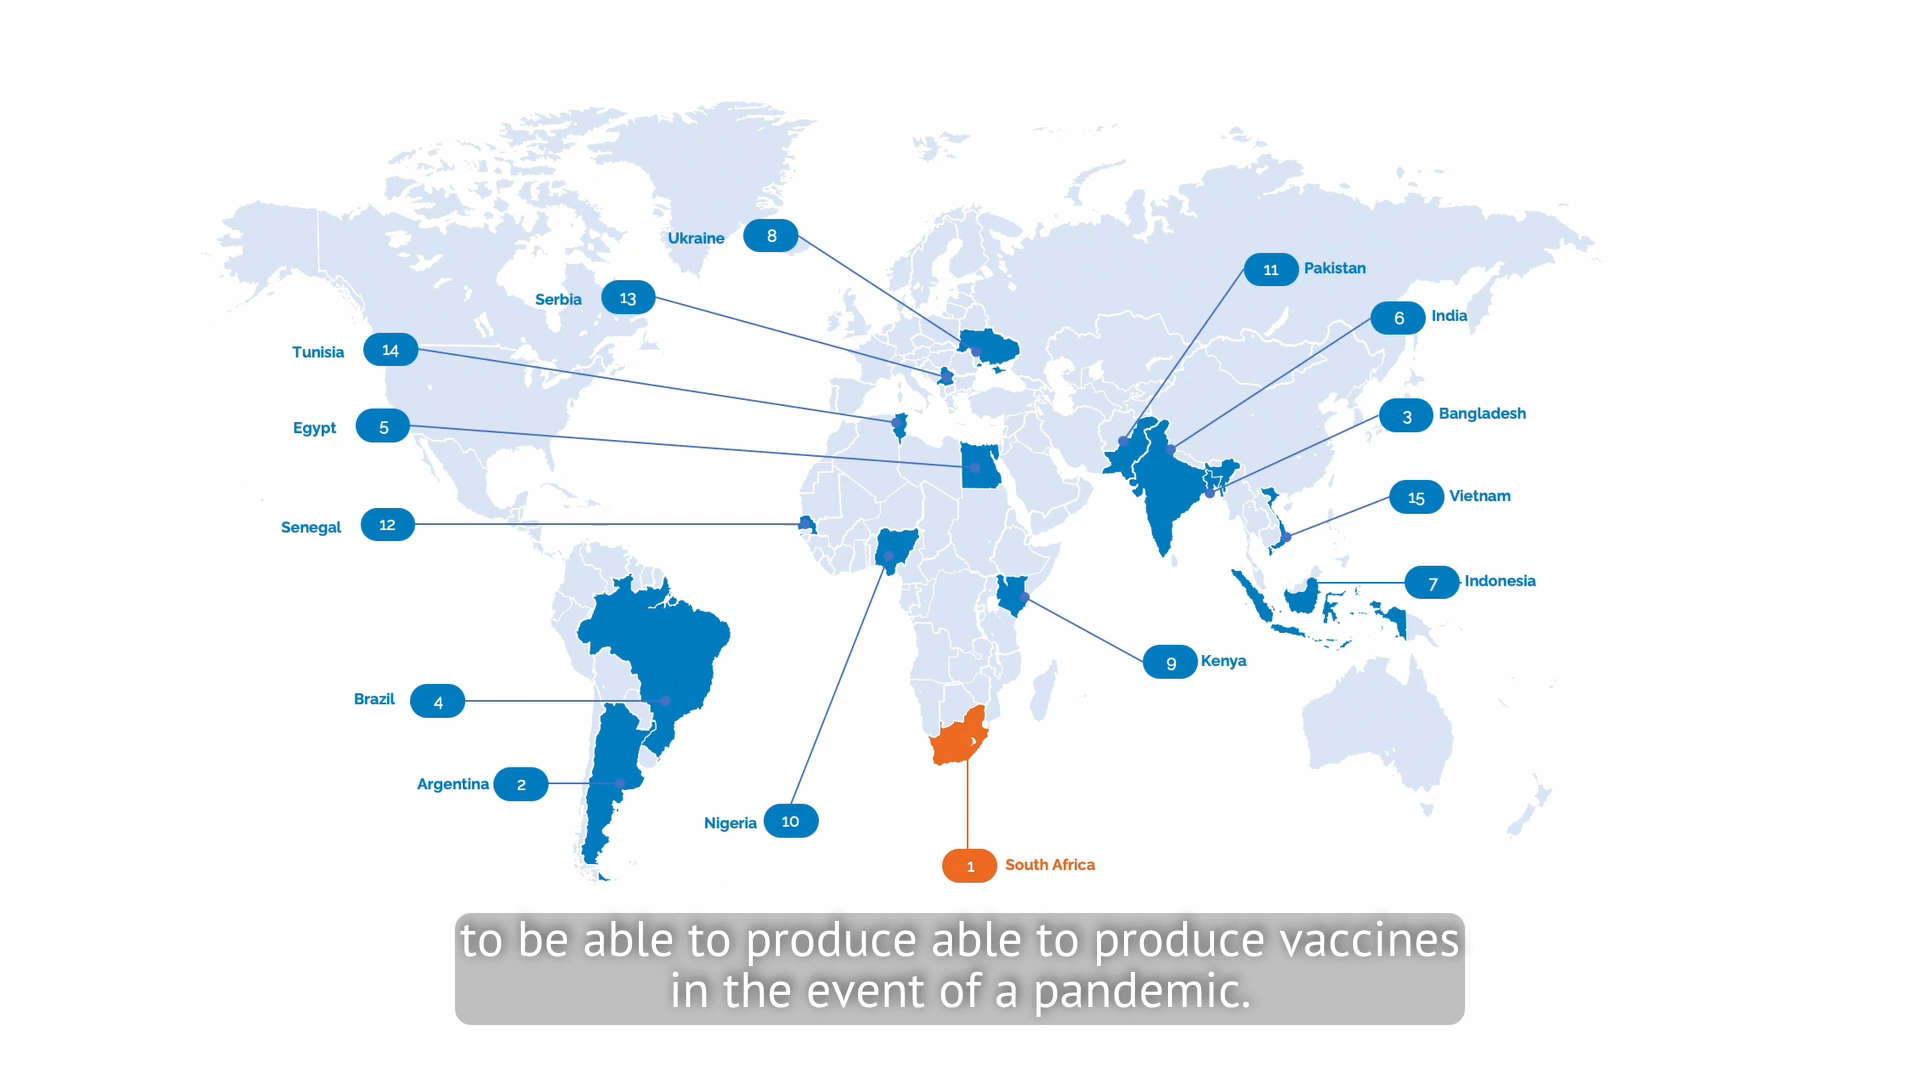 Ukraine 8
11 Pakistan
Serbia 13
6 India
Tunisia 14
3 Bangladesh
Egypt 5
15 Vietnam
Senegal 12
7 Indonesia
9 Kenya
Brazil 4
Argentina 2
Nigeria 10
1 South Africa
to be able to produce able to produce vaccines
in the event of a pandemic.